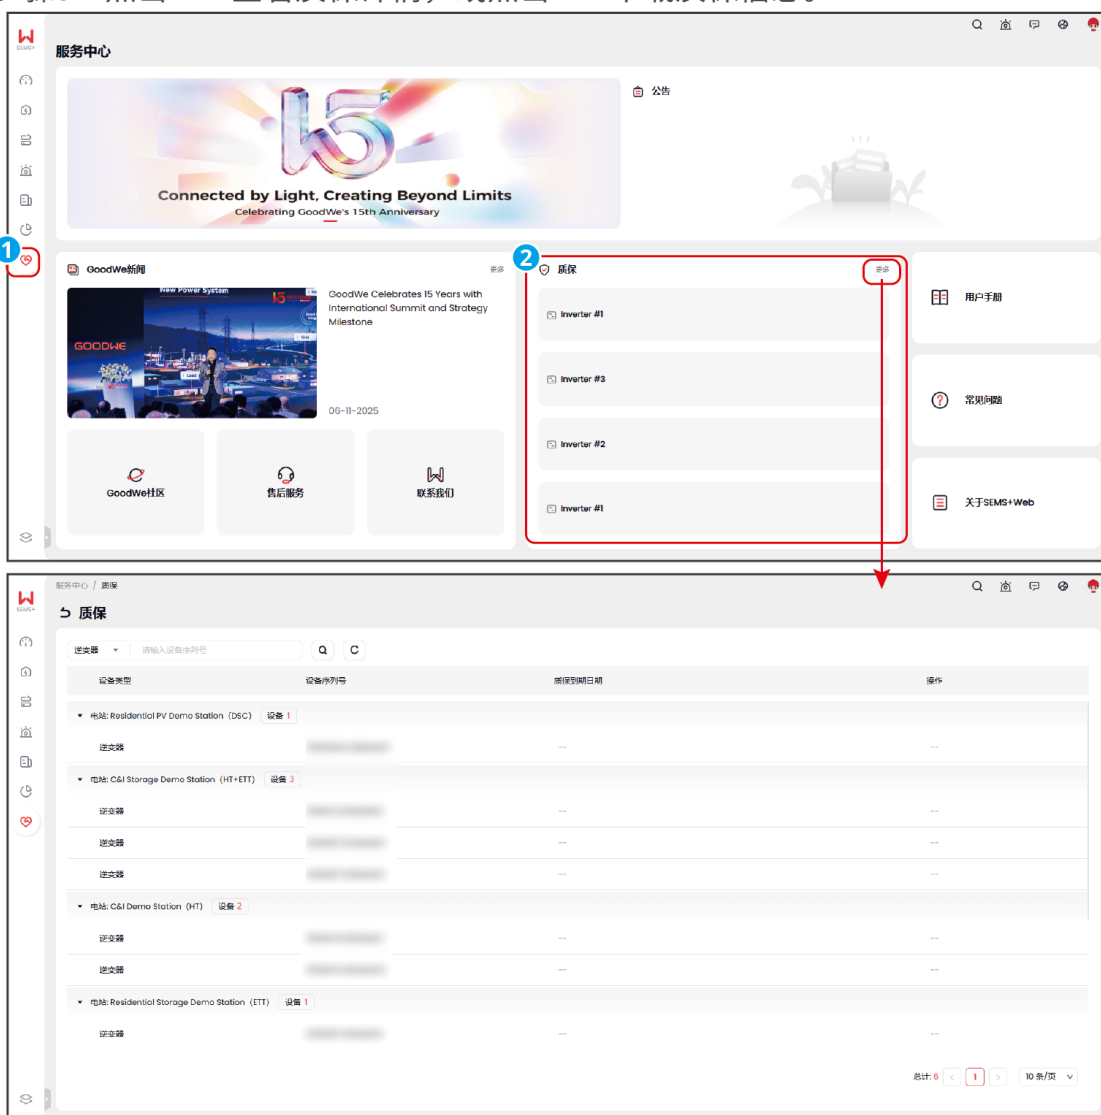 SEMS+
服务中心
Connected by Light, Creating Beyond Limits
Celebrating GoodWe's 15th Anniversary
公告
1
GoodWe新闻
更多
New Power System
GOODWE
GoodWe Celebrates 15 Years with
International Summit and Strategy
Milestone
06-11-2025
GoodWe社区
售后服务
联系我们
2
质保
更多
Inverter #1
Inverter #3
Inverter #2
Inverter #1
用户手册
常见问题
关于SEMS+Web
服务中心 / 质保
SEMS+
质保
逆变器 请输入设备序列号
设备类型 设备序列号 质保到期日期 操作
电站: Residential PV Demo Station (DSC) 设备 1
逆变器 -- --
电站: C&I Storage Demo Station (HT+ETT) 设备 3
逆变器 -- --
逆变器 -- --
逆变器 -- --
电站: C&I Demo Station (HT) 设备 2
逆变器 -- --
逆变器 -- --
电站: Residential Storage Demo Station (ETT) 设备 1
逆变器 -- --
总计: 6 < 1 > 10 条/页